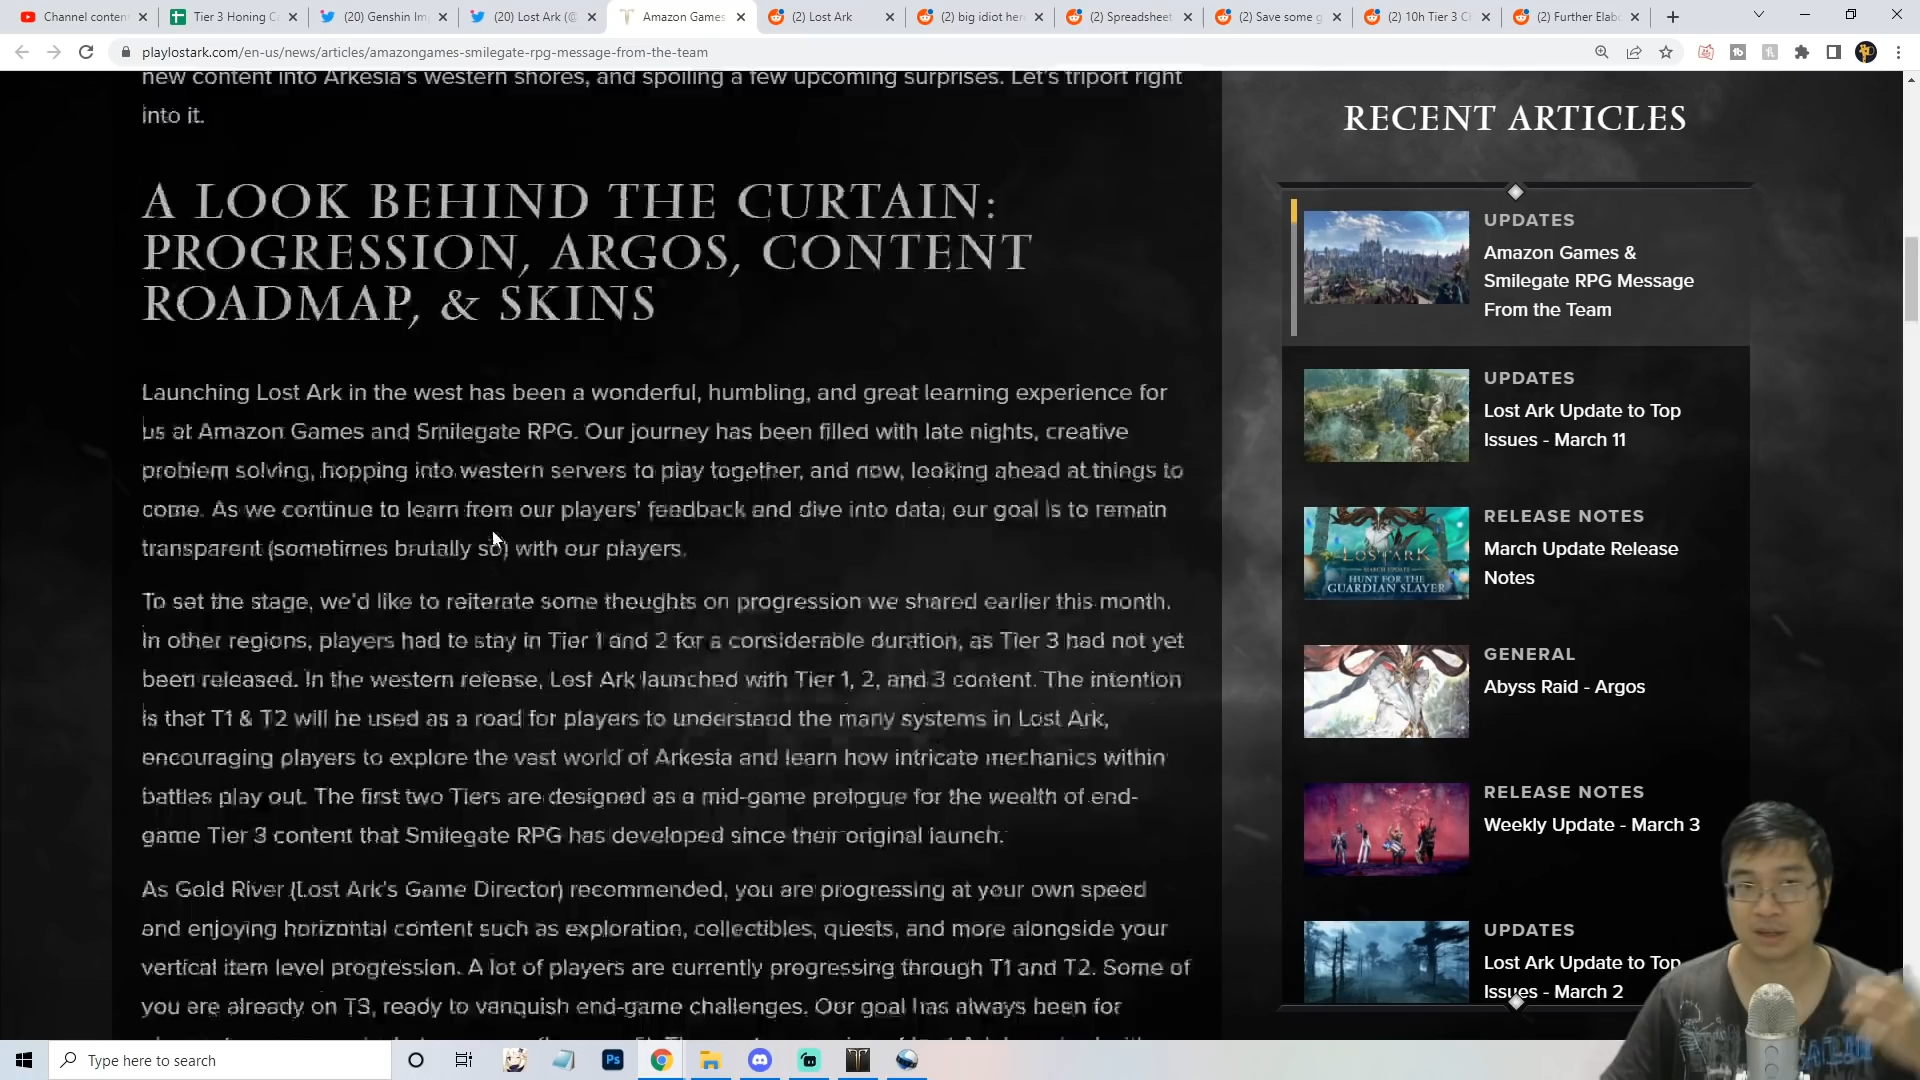 Channel content
Tier 3 Honing C
(20) Genshin Im
(20) Lost Ark (@
Amazon Games
(2) Lost Ark
(2) big idiot her
(2) Spreadsheet
(2) Save some g
(2) 10h Tier 3 C
(2) Further Elab
playlostark.com/en-us/news/articles/amazongames-smilegate-rpg-message-from-the-team
new content into Arkesia's western shores, and spoiling a few upcoming surprises. Let's triport right
into it.
A LOOK BEHIND THE CURTAIN:
PROGRESSION, ARGOS, CONTENT
ROADMAP, & SKINS
Launching Lost Ark in the west has been a wonderful, humbling, and great learning experience for
us at Amazon Games and Smilegate RPG. Our journey has been filled with late nights, creative
problem solving, hopping into western servers to play together, and now, looking ahead at things to
come. As we continue to learn from our players' feedback and dive into data, our goal is to remain
transparent (sometimes brutally so) with our players.
To set the stage, we'd like to reiterate some thoughts on progression we shared earlier this month.
In other regions, players had to stay in Tier 1 and 2 for a considerable duration, as Tier 3 had not yet
been released. In the western release, Lost Ark launched with Tier 1, 2, and 3 content. The intention
is that T1 & T2 will be used as a road for players to understand the many systems in Lost Ark,
encouraging players to explore the vast world of Arkesia and learn how intricate mechanics within
battles play out. The first two Tiers are designed as a mid-game prologue for the wealth of end-
game Tier 3 content that Smilegate RPG has developed since their original launch.
As Gold River (Lost Ark's Game Director) recommended, you are progressing at your own speed
and enjoying horizontal content such as exploration, collectibles, quests, and more alongside your
vertical item level progression. A lot of players are currently progressing through T1 and T2. Some of
you are already on T3, ready to vanquish end-game challenges. Our goal has always been for
RECENT ARTICLES
UPDATES
Amazon Games &
Smilegate RPG Message
From the Team
UPDATES
Lost Ark Update to Top
Issues - March 11
LOST ARK
MARCH UPDATE
HUNT FOR THE
GUARDIAN SLAYER
RELEASE NOTES
March Update Release
Notes
GENERAL
Abyss Raid - Argos
RELEASE NOTES
Weekly Update - March 3
UPDATES
Lost Ark Update to Top
Issues - March 2
Type here to search
Ps